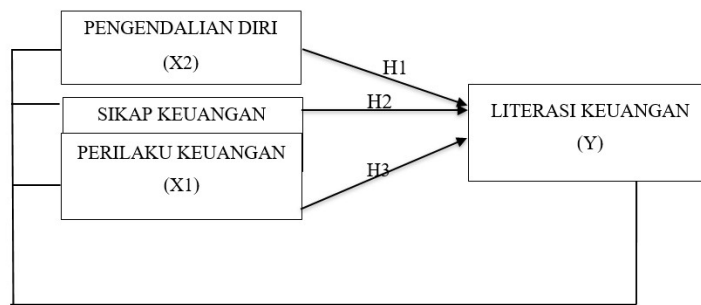 PENGENDALIAN DIRI
(X2)
H1
H2
SIKAP KEUANGAN
PERILAKU KEUANGAN
(X1)
H3
LITERASI KEUANGAN
(Y)